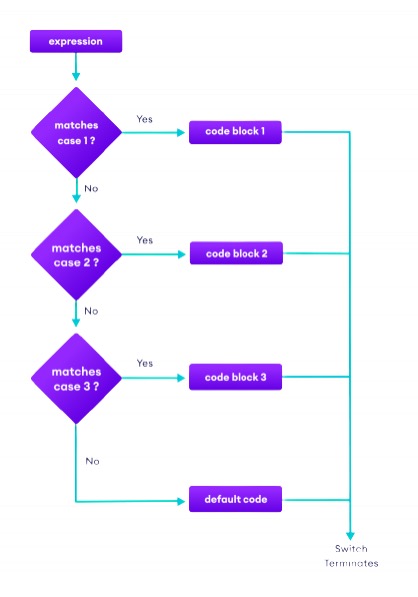 expression
matches
case 1 ?
Yes
code block 1
No
matches
case 2 ?
Yes
code block 2
No
matches
case 3 ?
Yes
code block 3
No
default code
Switch
Terminates